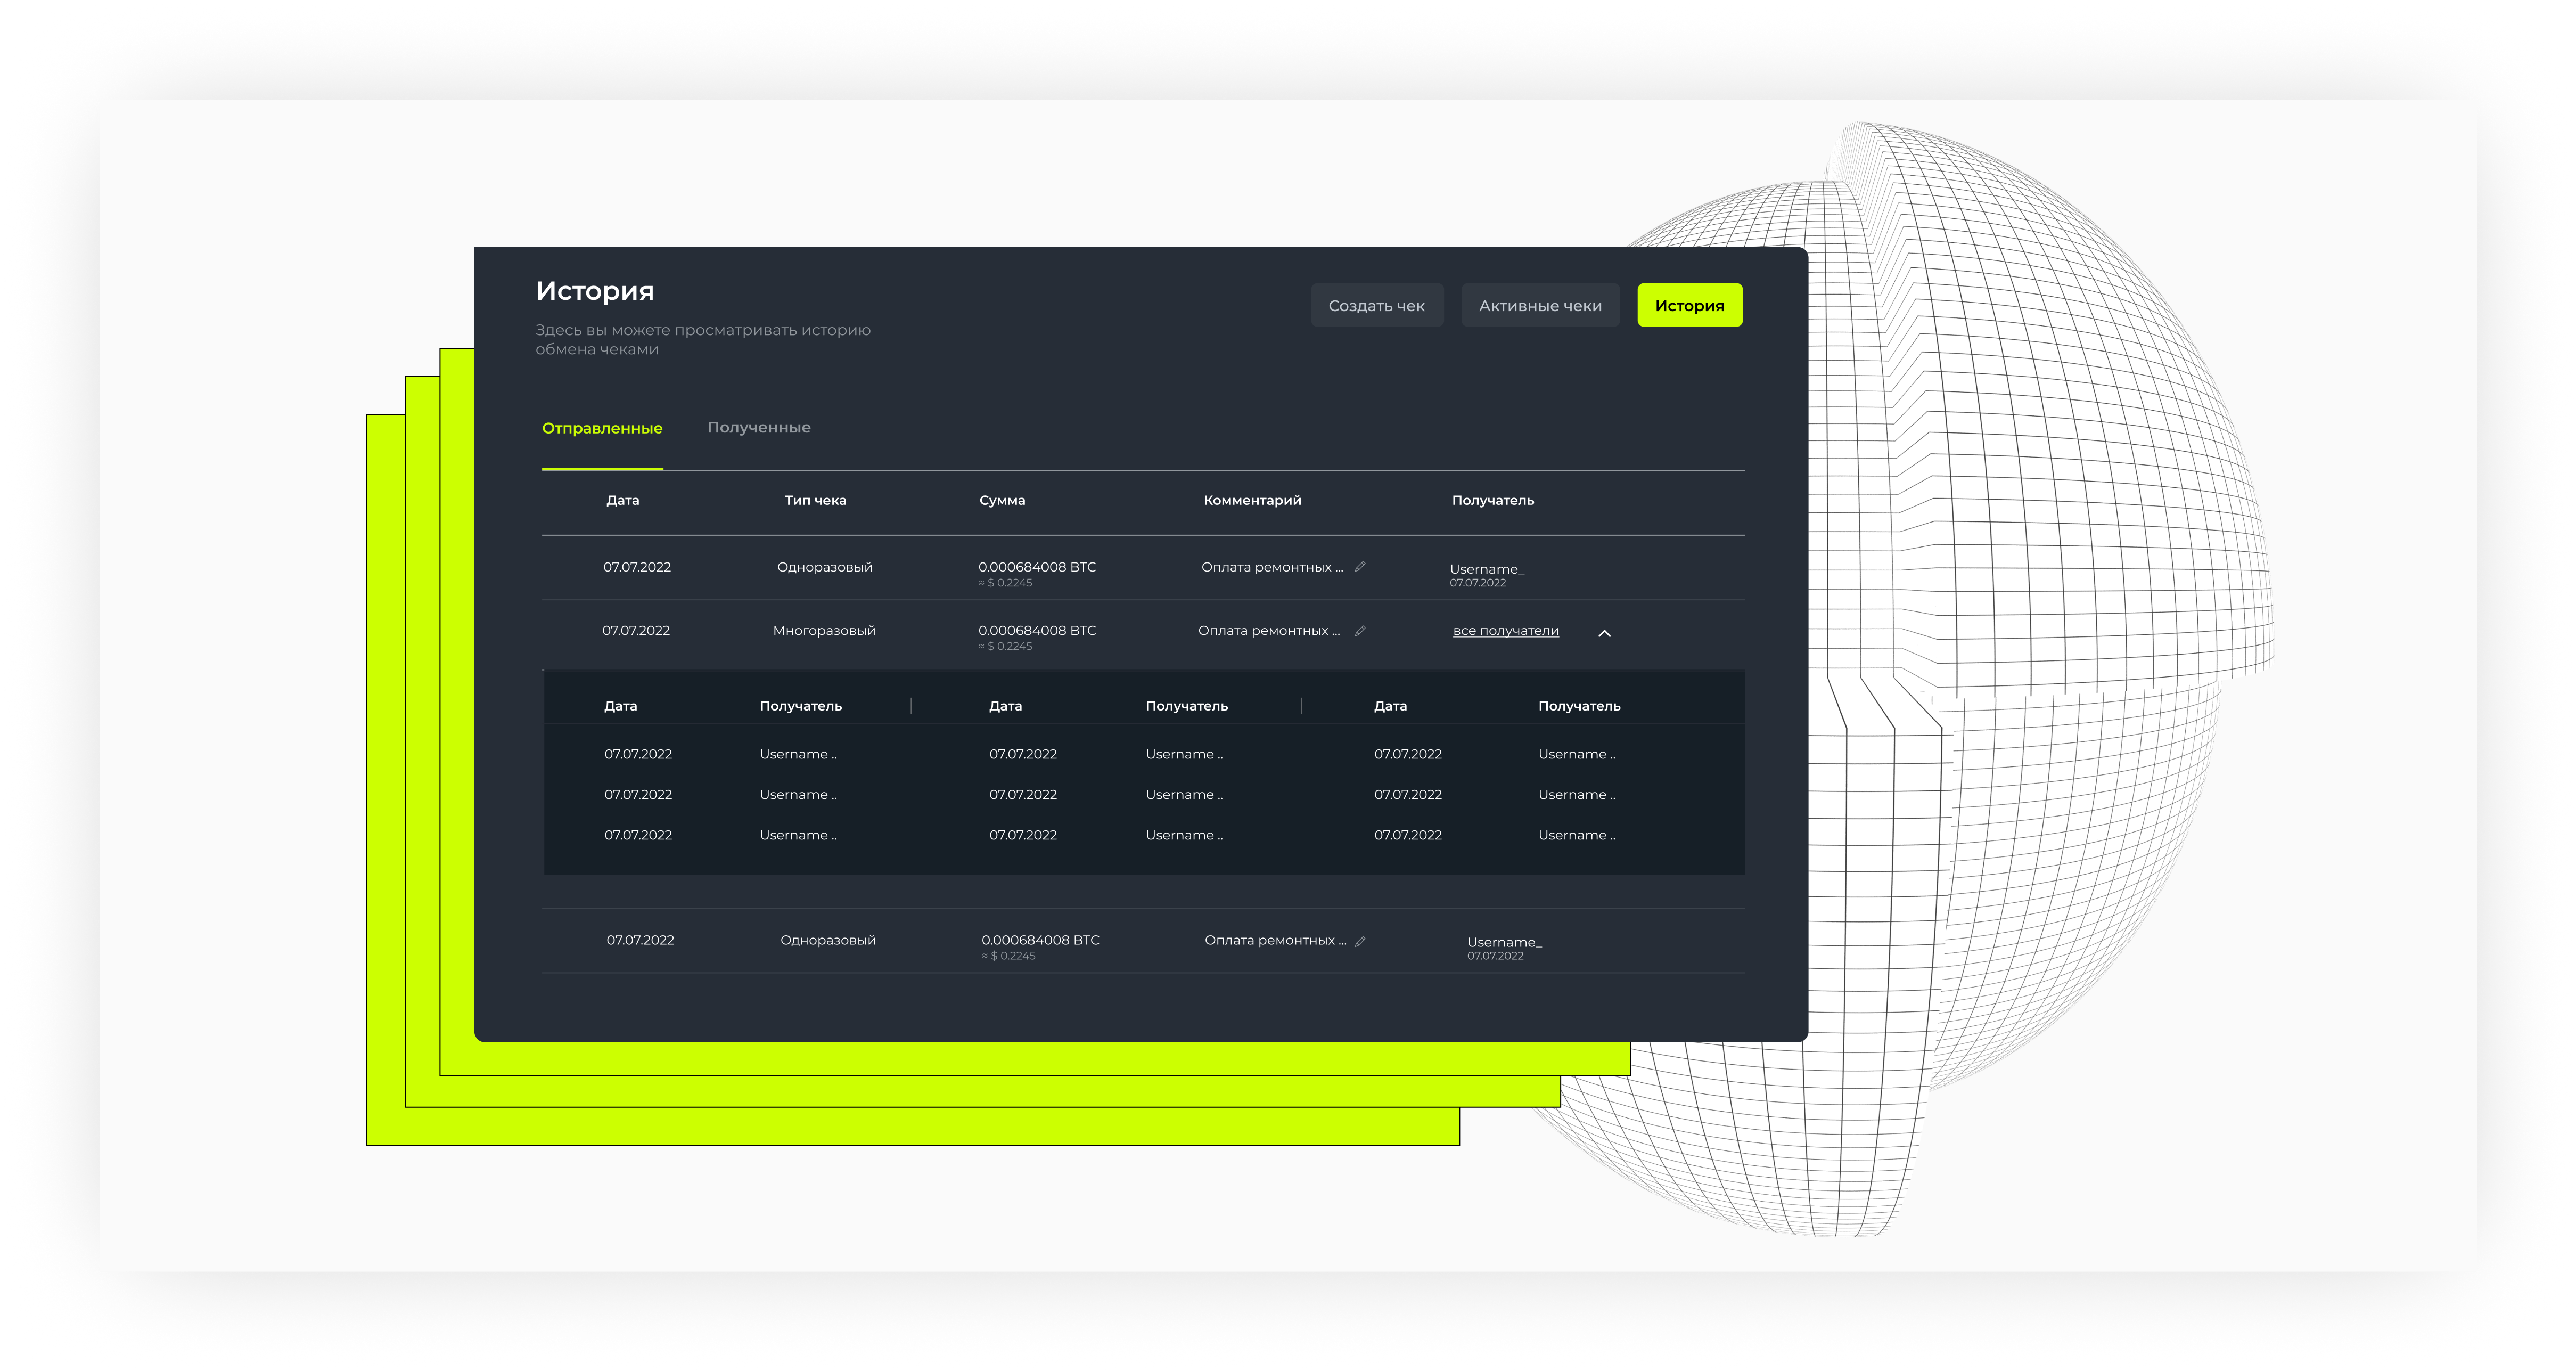 История
Здесь вы можете просматривать историю
обмена чеками
Создать чек
Активные чеки
История
Отправленные
Полученные
Дата Тип чека Сумма Комментарий Получатель
07.07.2022 Одноразовый 0.000684008 BTC Оплата ремонтных ... Username_
≈ $ 0.2245 07.07.2022
07.07.2022 Многоразовый 0.000684008 BTC Оплата ремонтных ... все получатели
≈ $ 0.2245
Дата Получатель | Дата Получатель | Дата Получатель
07.07.2022 Username .. 07.07.2022 Username .. 07.07.2022 Username ..
07.07.2022 Username .. 07.07.2022 Username .. 07.07.2022 Username ..
07.07.2022 Username .. 07.07.2022 Username .. 07.07.2022 Username ..
07.07.2022 Одноразовый 0.000684008 BTC Оплата ремонтных ... Username_
≈ $ 0.2245 07.07.2022